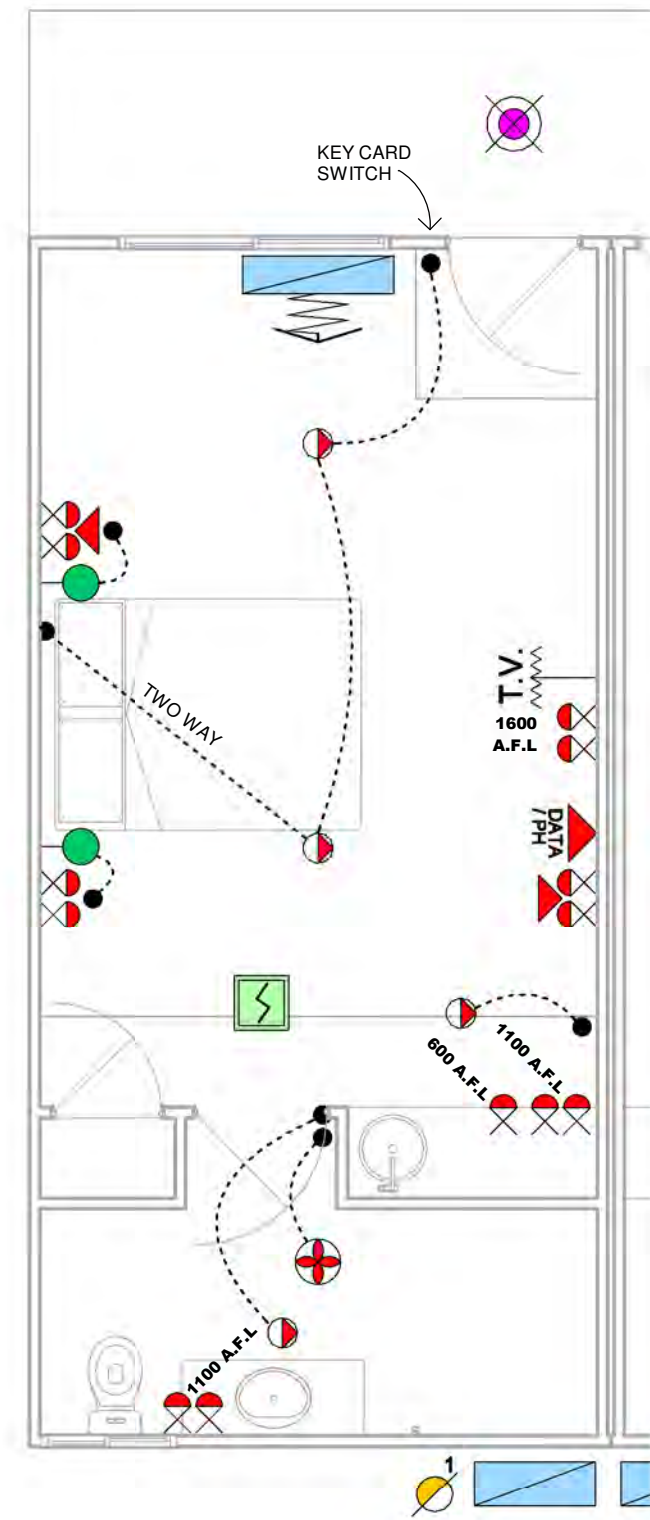 KEY CARD
SWITCH
TWO WAY
T.V.
1600
A.F.L
DATA
/ PH
600 A.F.L
1100 A.F.L
1100 A.F.L
1